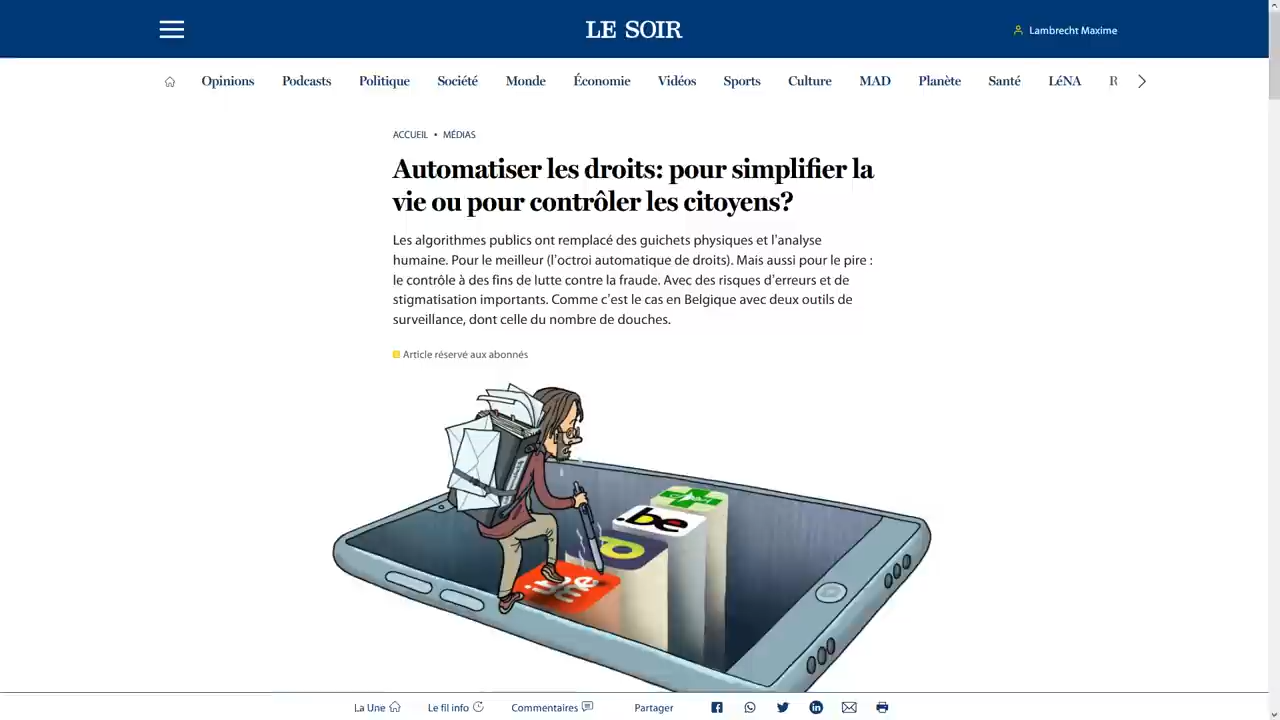 LE SOIR
Lambrecht Maxime
Opinions Podcasts Politique Société Monde Économie Vidéos Sports Culture MAD Planète Santé LéNA R
ACCUEIL • MÉDIAS
Automatiser les droits: pour simplifier la
vie ou pour contrôler les citoyens?
Les algorithmes publics ont remplacé des guichets physiques et l'analyse
humaine. Pour le meilleur (l'octroi automatique de droits). Mais aussi pour le pire :
le contrôle à des fins de lutte contre la fraude. Avec des risques d'erreurs et de
stigmatisation importants. Comme c'est le cas en Belgique avec deux outils de
surveillance, dont celle du nombre de douches.
Article réservé aux abonnés
.be
itsme
La Une Le fil info Commentaires Partager